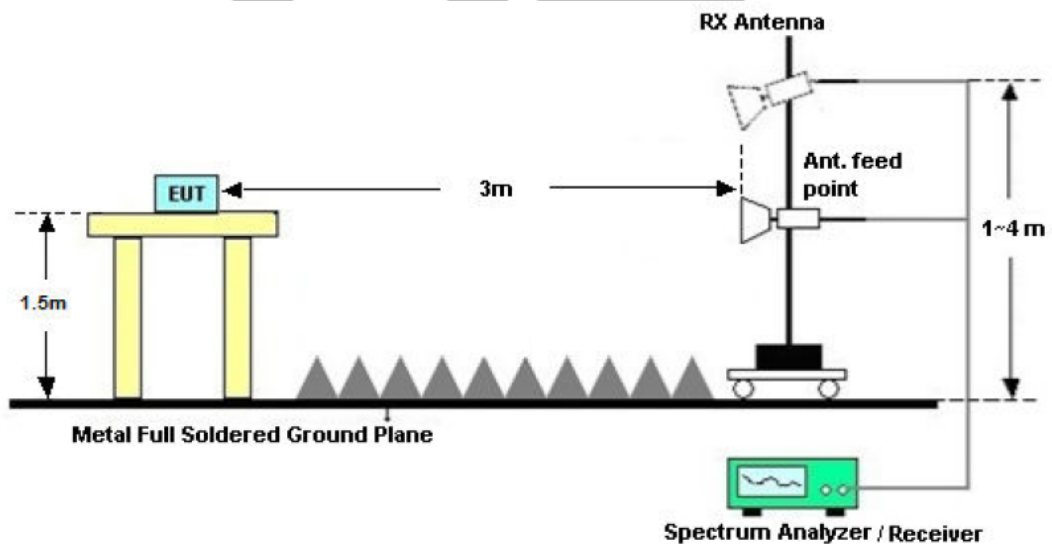 RX Antenna
Ant. feed
point
EUT
3m
1~4 m
1.5m
Metal Full Soldered Ground Plane
Spectrum Analyzer / Receiver